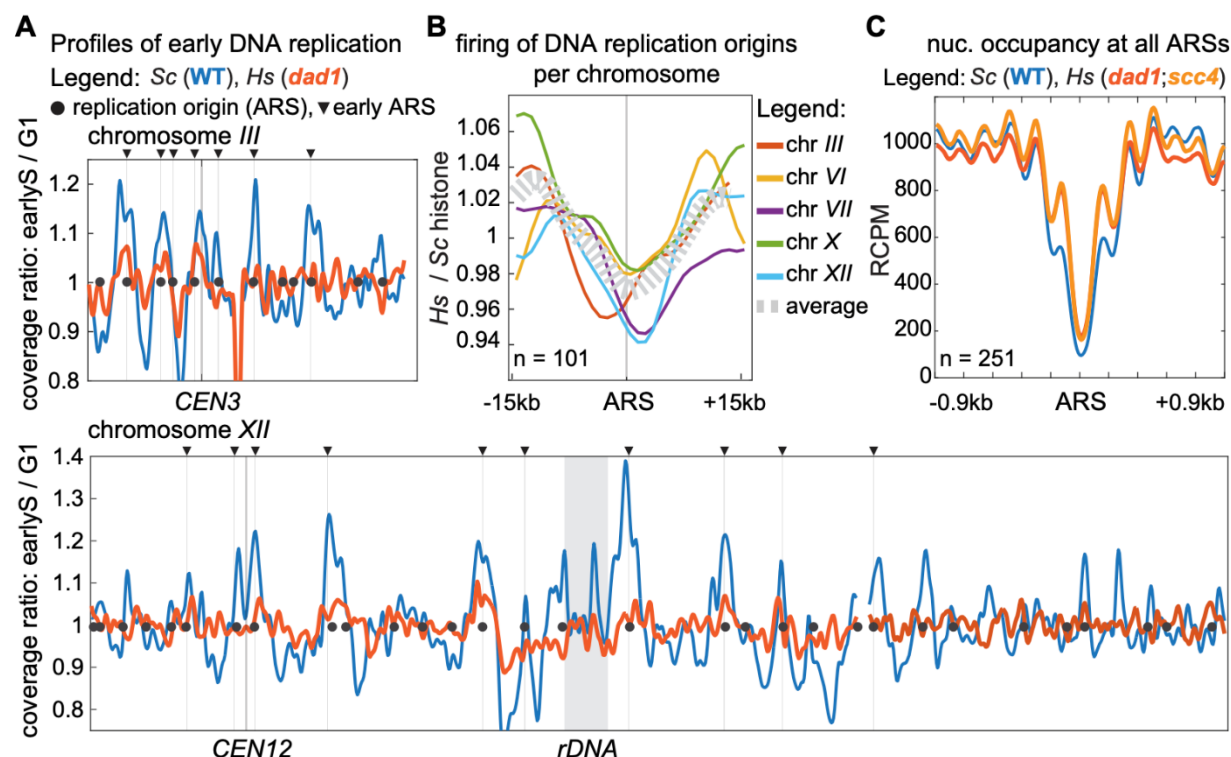 A
Profiles of early DNA replication
Legend: Sc (WT), Hs (dad1)
● replication origin (ARS), ▼early ARS
chromosome III
coverage ratio: earlyS / G1
1.2
1.1
1
0.9
0.8
CEN3
B
firing of DNA replication origins
per chromosome
Hs / Sc histone
1.06
1.04
1.02
1
0.98
0.96
0.94
n = 101
-15kb
ARS
+15kb
Legend:
chr III
chr VI
chr VII
chr X
chr XII
average
C
nuc. occupancy at all ARSs
Legend: Sc (WT), Hs (dad1;scc4)
RCPM
1000
800
600
400
200
0
n = 251
-0.9kb
ARS
+0.9kb
chromosome XII
coverage ratio: earlyS / G1
1.4
1.3
1.2
1.1
1
0.9
0.8
CEN12
rDNA